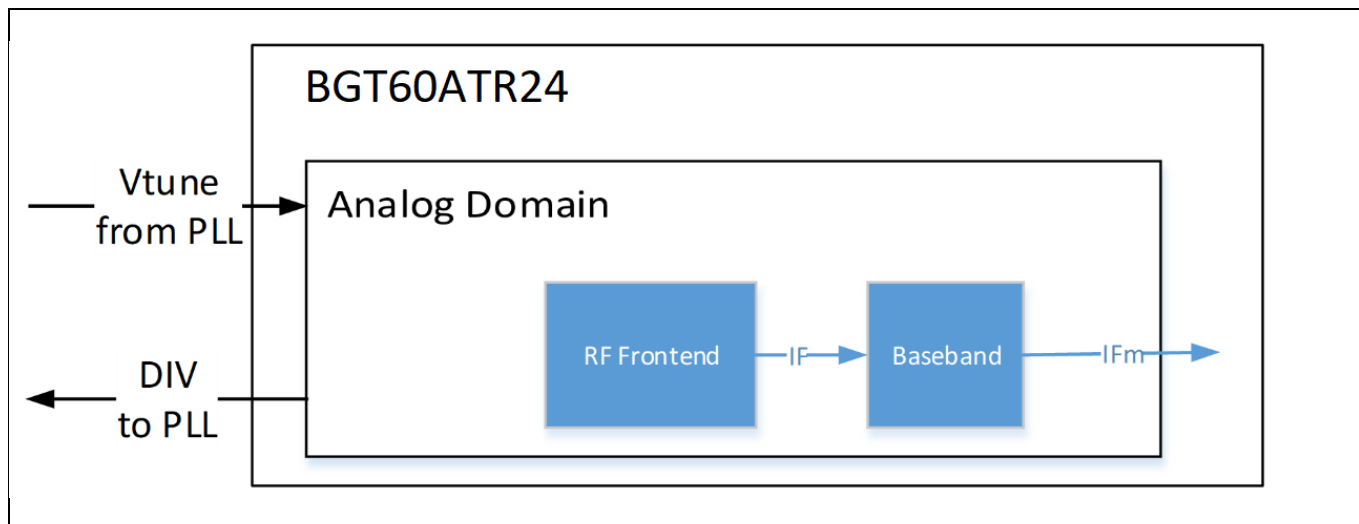 BGT60ATR24
Vtune
from PLL
Analog Domain
RF Frontend
IF
Baseband
IFm
DIV
to PLL